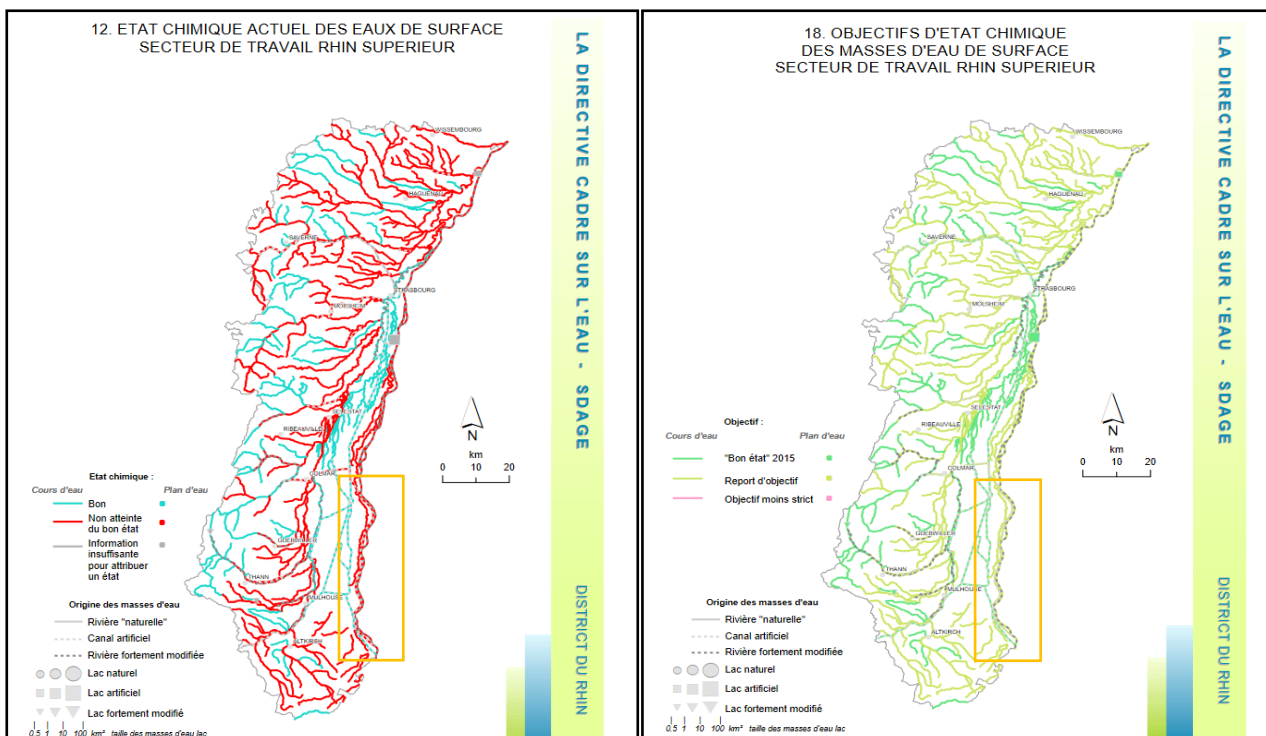 12. ETAT CHIMIQUE ACTUEL DES EAUX DE SURFACE
SECTEUR DE TRAVAIL RHIN SUPERIEUR
WISSEMBOURG
HAGUENAU
SAVERNE
STRASBOURG
MOLSHEIM
SELESTAT
RIBEAUVILLE
COLMAR
GUEBWILLER
THANN
MULHOUSE
ALTKIRCH
N
km
0 10 20
Etat chimique :
Cours d'eau Plan d'eau
Bon
Non atteinte
du bon état
Information
insuffisante
pour attribuer
un état
Origine des masses d'eau
Rivière "naturelle"
Canal artificiel
Rivière fortement modifiée
Lac naturel
Lac artificiel
Lac fortement modifié
0.5 1 10 100 km² taille des masses d'eau lac
LA DIRECTIVE CADRE SUR L'EAU - SDAGE
DISTRICT DU RHIN
18. OBJECTIFS D'ETAT CHIMIQUE
DES MASSES D'EAU DE SURFACE
SECTEUR DE TRAVAIL RHIN SUPERIEUR
WISSEMBOURG
HAGUENAU
SAVERNE
STRASBOURG
MOLSHEIM
SELESTAT
RIBEAUVILLE
COLMAR
GUEBWILLER
THANN
MULHOUSE
ALTKIRCH
N
km
0 10 20
Objectif :
Cours d'eau Plan d'eau
"Bon état" 2015
Report d'objectif
Objectif moins strict
Origine des masses d'eau
Rivière "naturelle"
Canal artificiel
Rivière fortement modifiée
Lac naturel
Lac artificiel
Lac fortement modifié
0.5 1 10 100 km² taille des masses d'eau lac
LA DIRECTIVE CADRE SUR L'EAU - SDAGE
DISTRICT DU RHIN